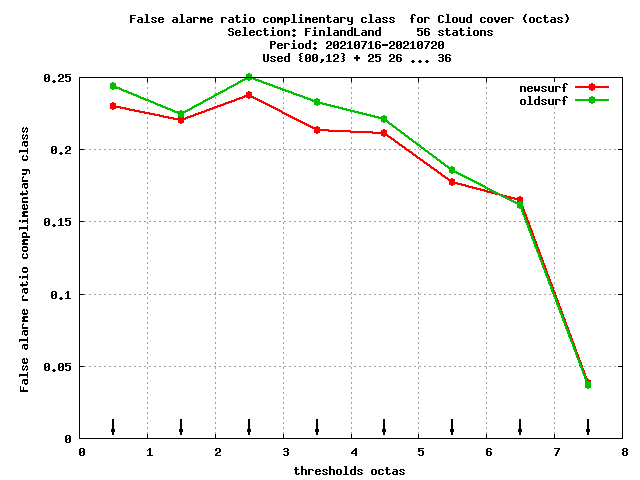 False alarme ratio complimentary class  for Cloud cover (octas)
Selection: FinlandLand     56 stations
Period: 20210716-20210720
Used {00,12} + 25 26 ... 36
newsurf
oldsurf
False alarme ratio complimentary class
0.25
0.2
0.15
0.1
0.05
0
0 1 2 3 4 5 6 7 8
thresholds octas